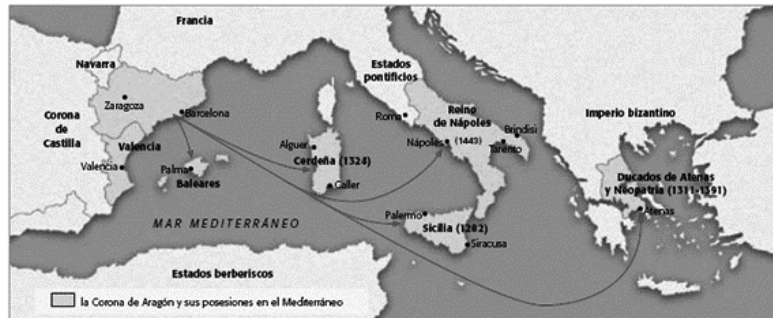 Francia
Navarra
Estados
pontificios
Zaragoza
Barcelona
Corona
de
Castilla
Roma
Reino
de Nápoles
Imperio bizantino
Valencia
Alguer
Cerdeña (1324)
Nápoles
(1443)
Brindisi
Tarento
Valencia
Palma
Baleares
Caller
Ducados de Atenas
y Neopatria (1311-1391)
MAR MEDITERRÁNEO
Palermo
Sicilia (1282)
Siracusa
Atenas
Estados berberiscos
la Corona de Aragón y sus posesiones en el Mediterráneo